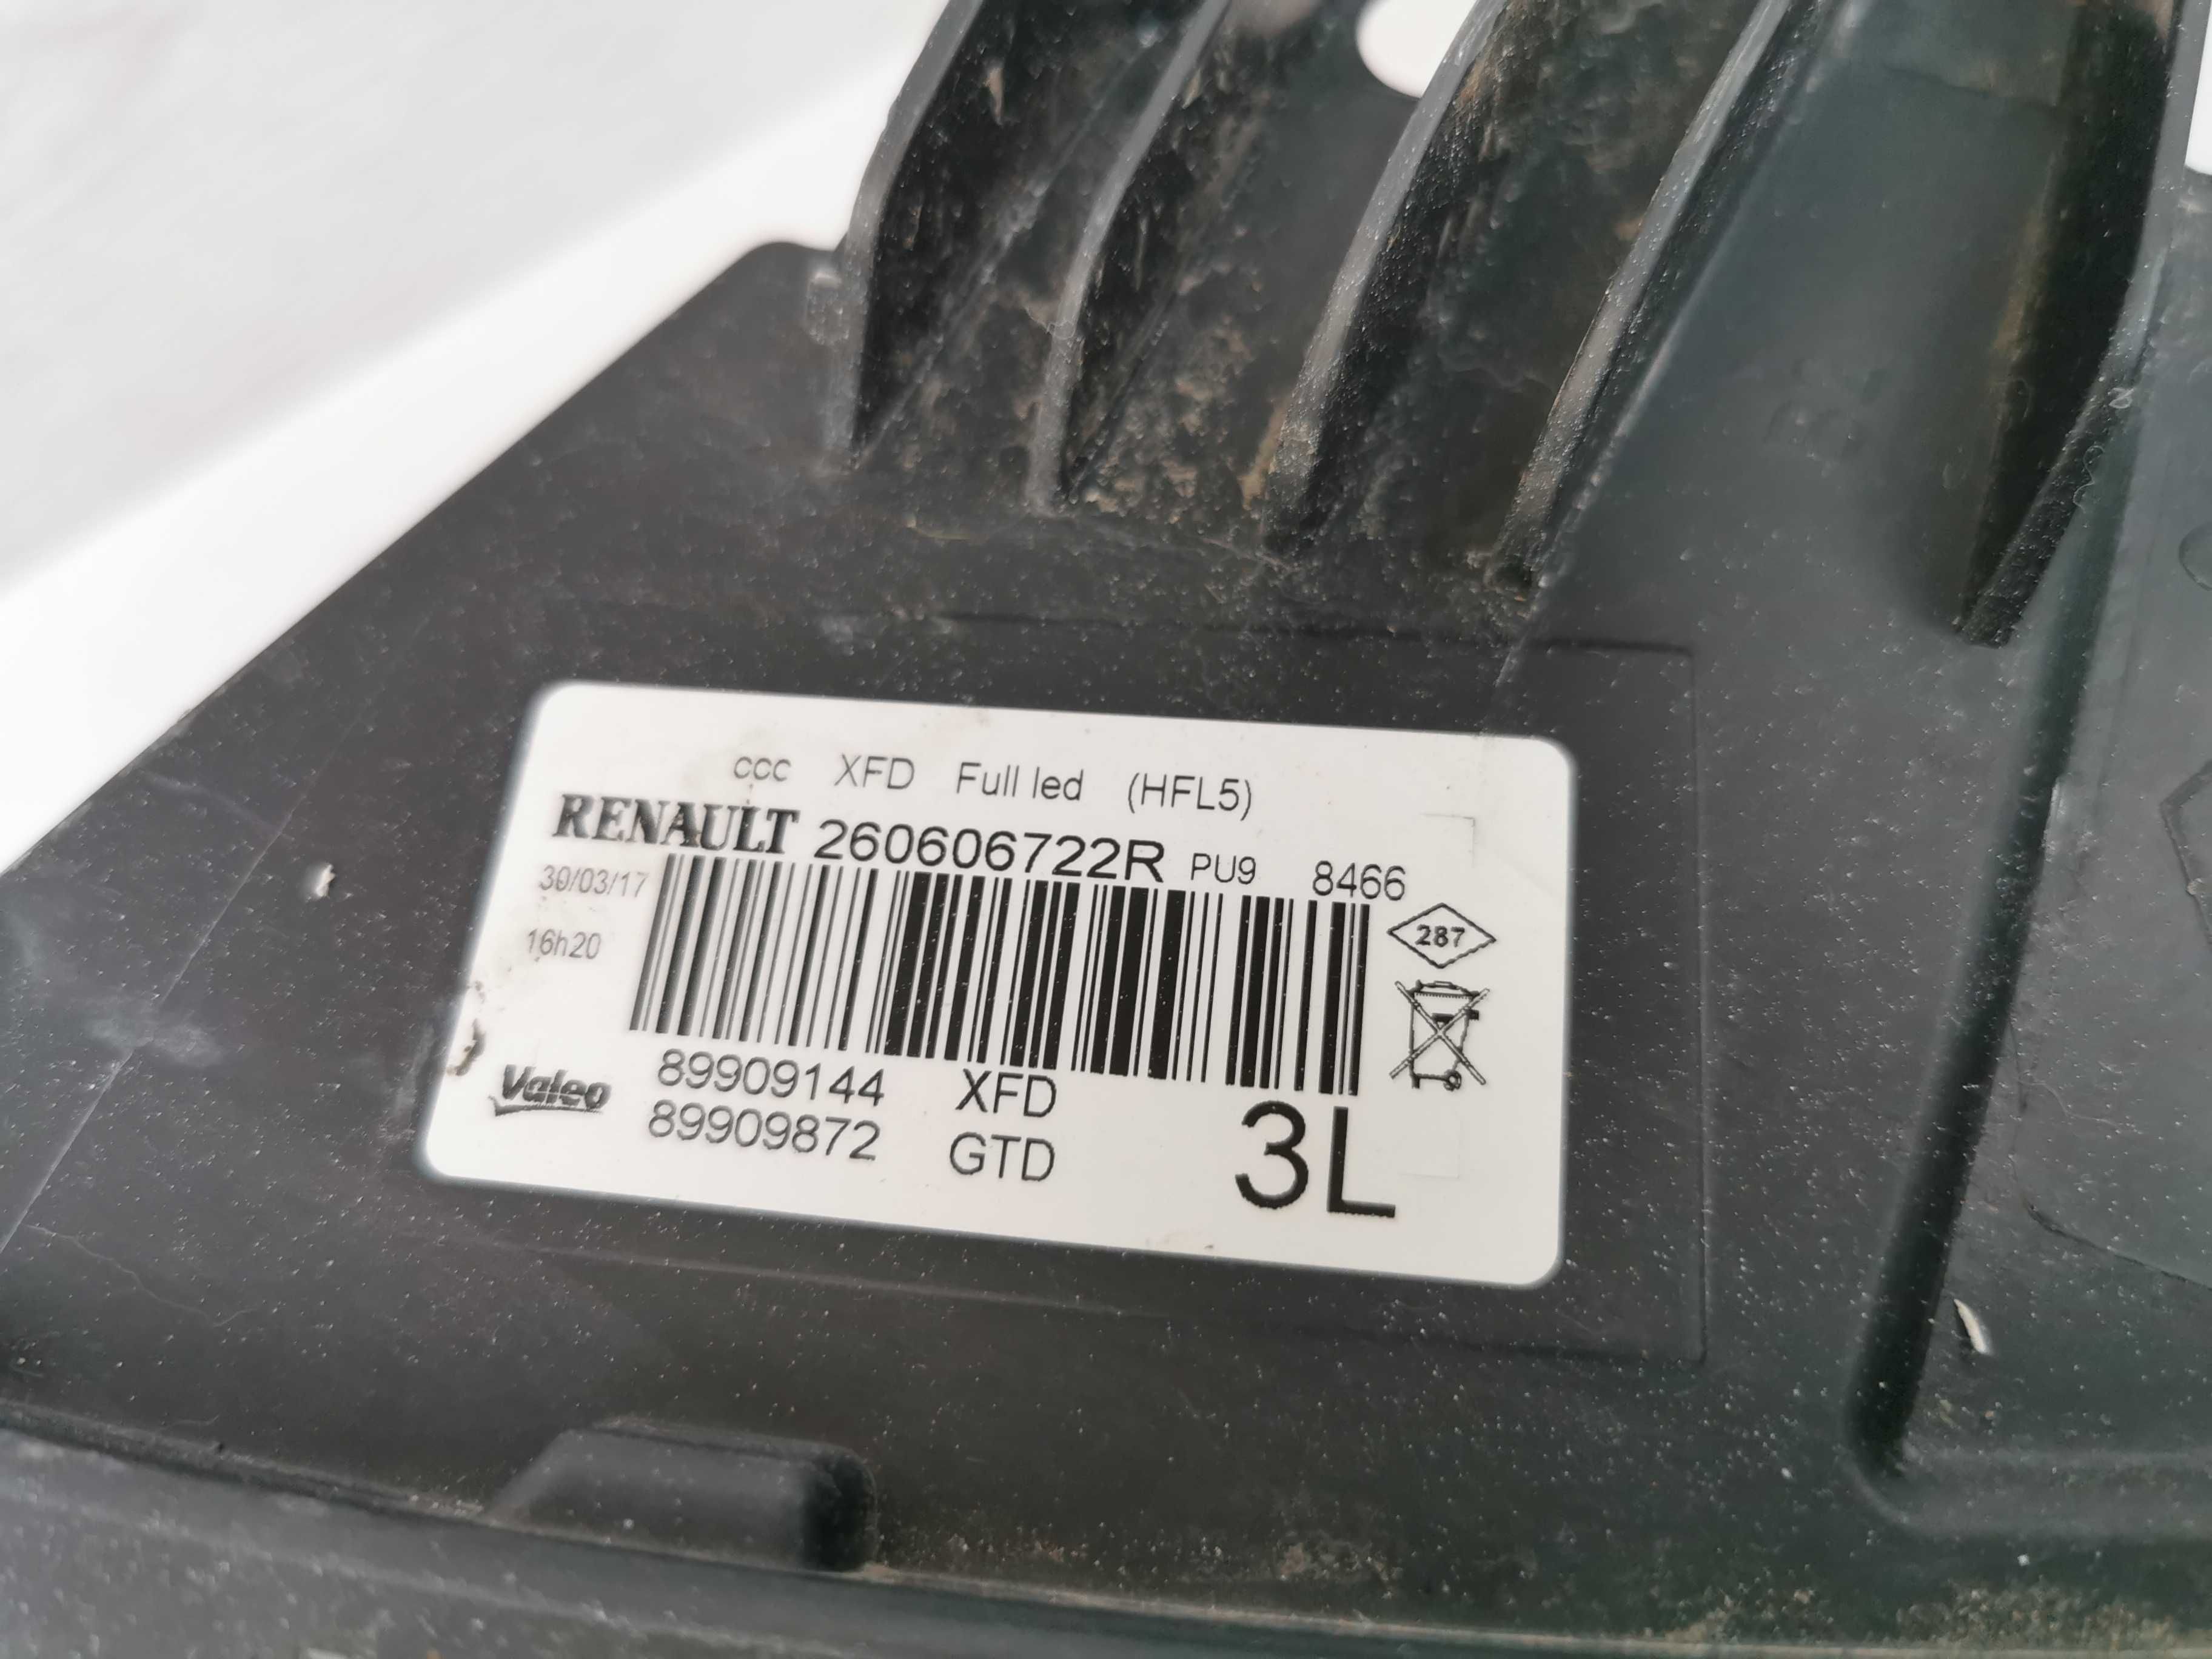 ccc XFD Full led (HFL5)
RENAULT 260606722R PU9 8466
30/03/17
16h20
287
Valeo
89909144 XFD
89909872 GTD
3L